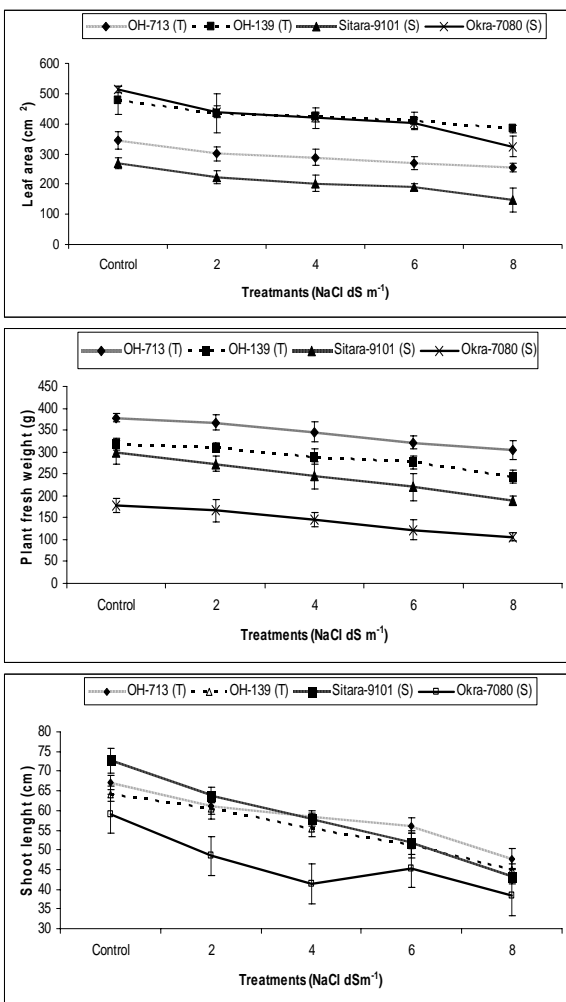 OH-713 (T) OH-139 (T) Sitara-9101 (S) Okra-7080 (S)
600
500
400
300
200
100
0
Leaf area (cm 2)
Control 2 4 6 8
Treatmants (NaCl dS m-1)
OH-713 (T) OH-139 (T) Sitara-9101 (S) Okra-7080 (S)
450
400
350
300
250
200
150
100
50
0
Plant fresh weight (g)
Control 2 4 6 8
Treatments (NaCl dS m-1)
OH-713 (T) OH-139 (T) Sitara-9101 (S) Okra-7080 (S)
80
75
70
65
60
55
50
45
40
35
30
Shoot lenght (cm)
Control 2 4 6 8
Treatments (NaCl dSm-1)